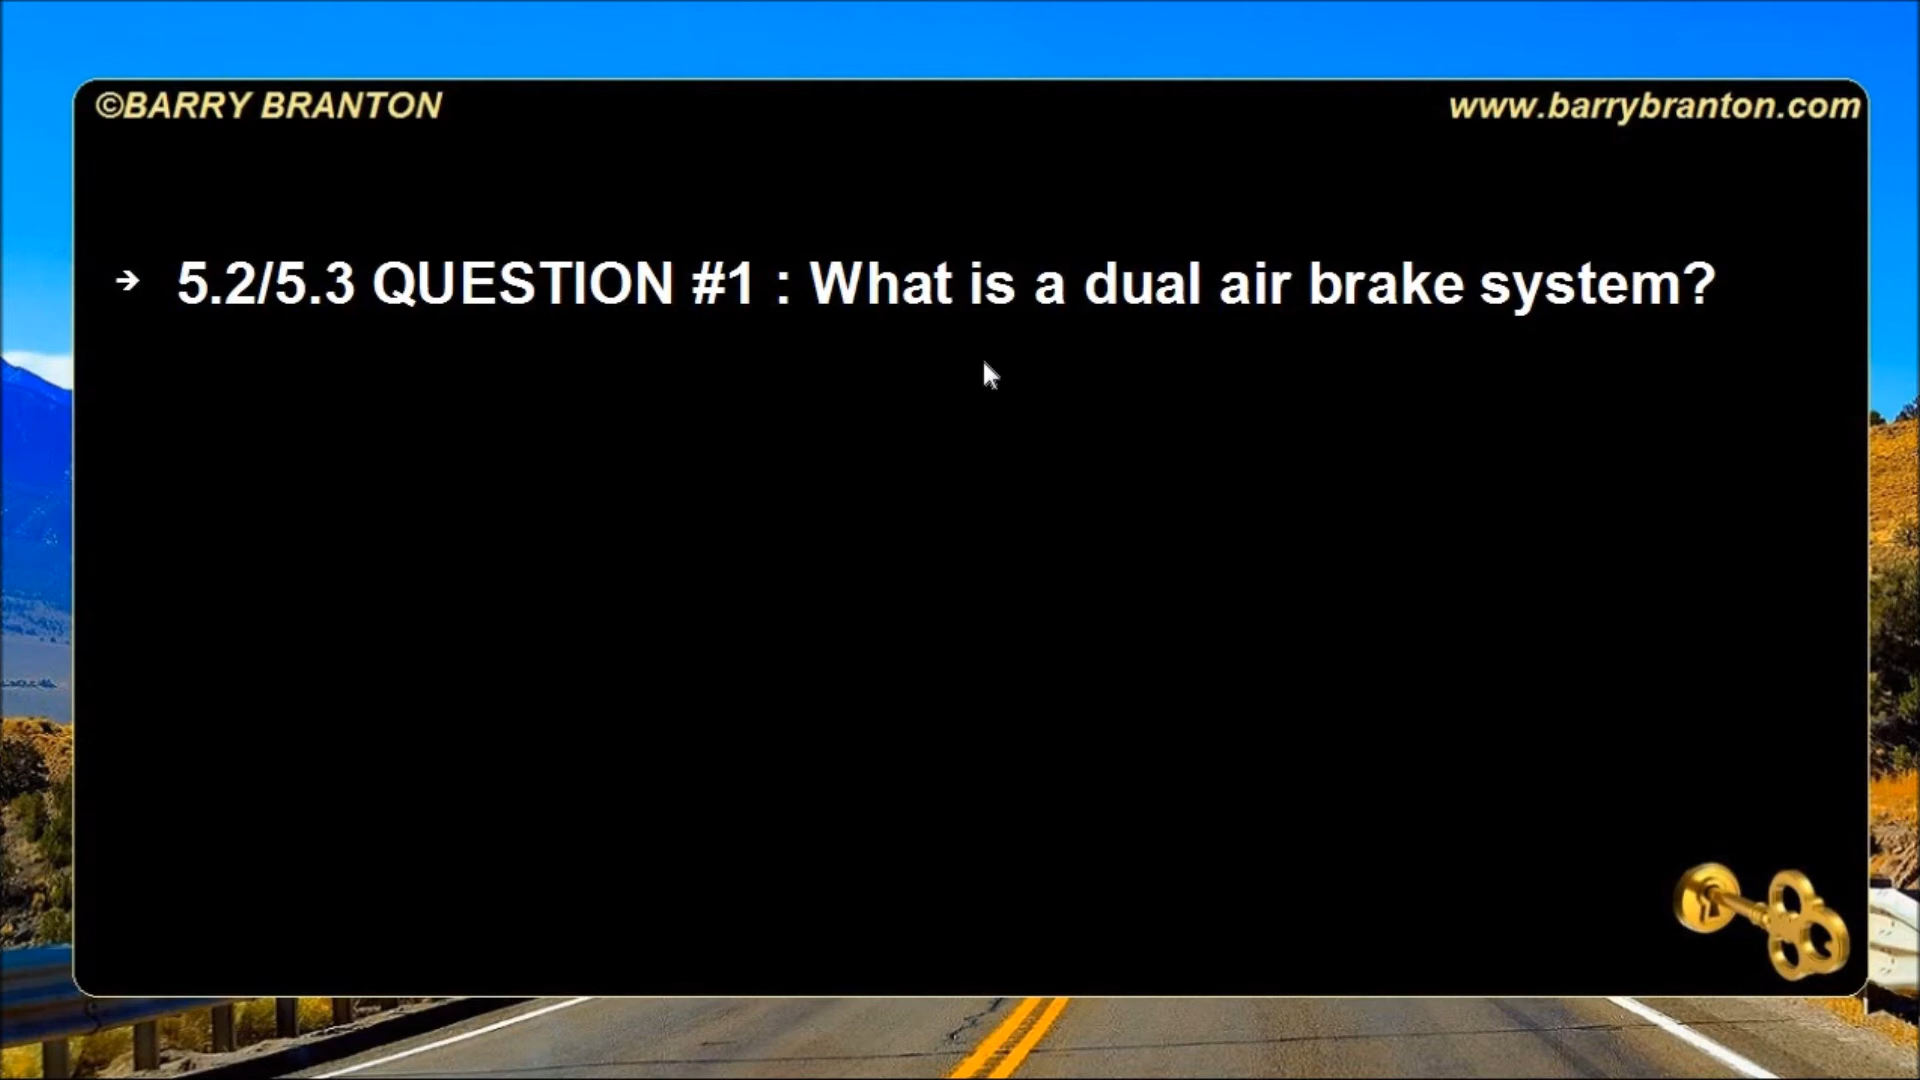 ©BARRY BRANTON
www.barrybranton.com
→ 5.2/5.3 QUESTION #1 : What is a dual air brake system?